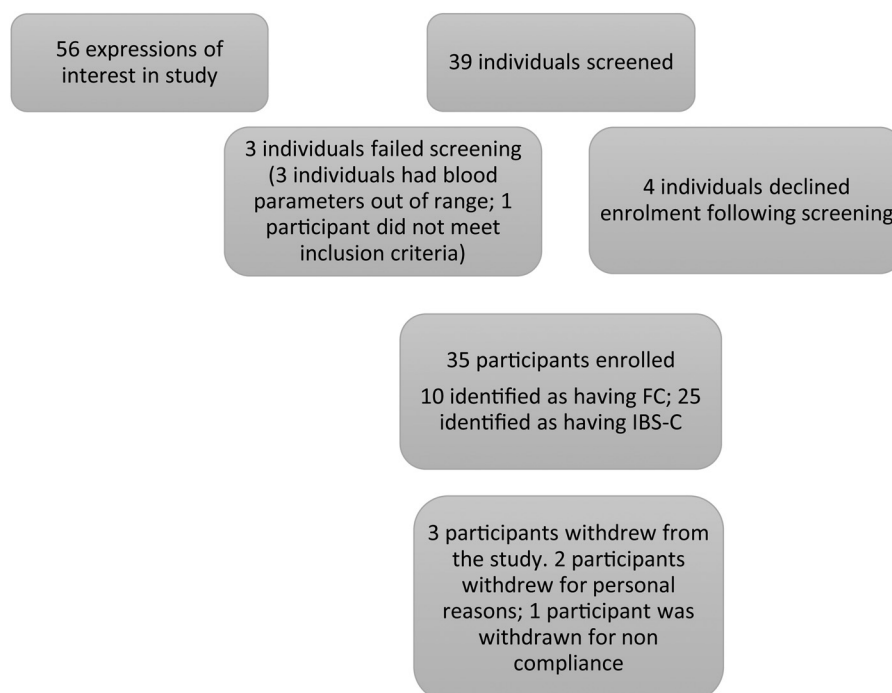 56 expressions of
interest in study
39 individuals screened
3 individuals failed screening
(3 individuals had blood
parameters out of range; 1
participant did not meet
inclusion criteria)
4 individuals declined
enrolment following screening
35 participants enrolled
10 identified as having FC; 25
identified as having IBS-C
3 participants withdrew from
the study. 2 participants
withdrew for personal
reasons; 1 participant was
withdrawn for non
compliance